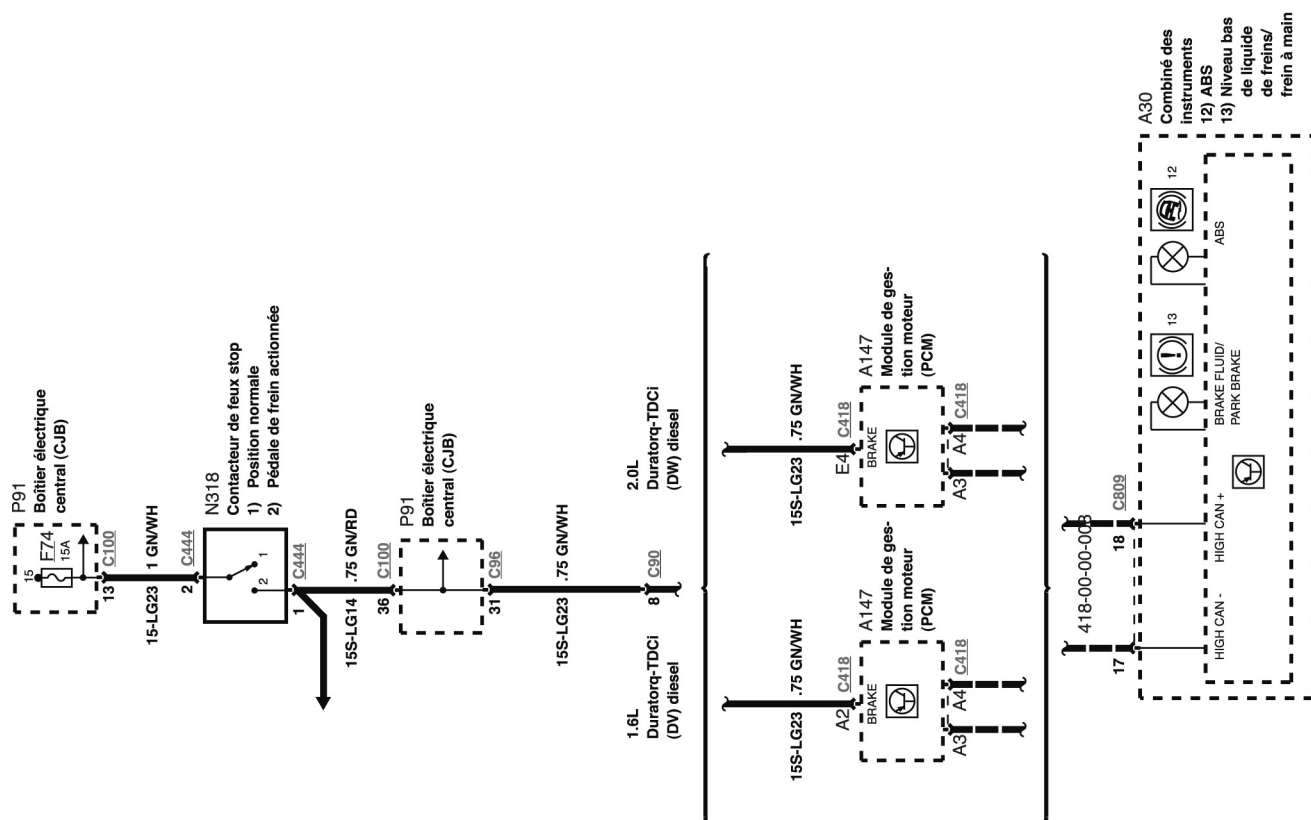 P91
Boîtier électrique
central (CJB)
15
F74
15A
13
C100
15-LG23
1 GN/WH
2
C444
N318
Contacteur de feux stop
1) Position normale
2) Pédale de frein actionnée
1
2
1
C444
15S-LG14
.75 GN/RD
36
C100
P91
Boîtier électrique
central (CJB)
31
C96
15S-LG23
.75 GN/WH
8
C90
1.6L
Duratorq-TDCi
(DV) diesel
2.0L
Duratorq-TDCi
(DW) diesel
15S-LG23
.75 GN/WH
A2
C418
BRAKE
A147
Module de ges-
tion moteur
(PCM)
A3
A4
C418
15S-LG23
.75 GN/WH
E4
C418
BRAKE
A147
Module de ges-
tion moteur
(PCM)
A3
A4
C418
418-00-00-003
17
18
C809
HIGH CAN -
HIGH CAN +
BRAKE FLUID/
PARK BRAKE
ABS
13
12
A30
Combiné des
instruments
12) ABS
13) Niveau bas
de liquide
de freins/
frein à main